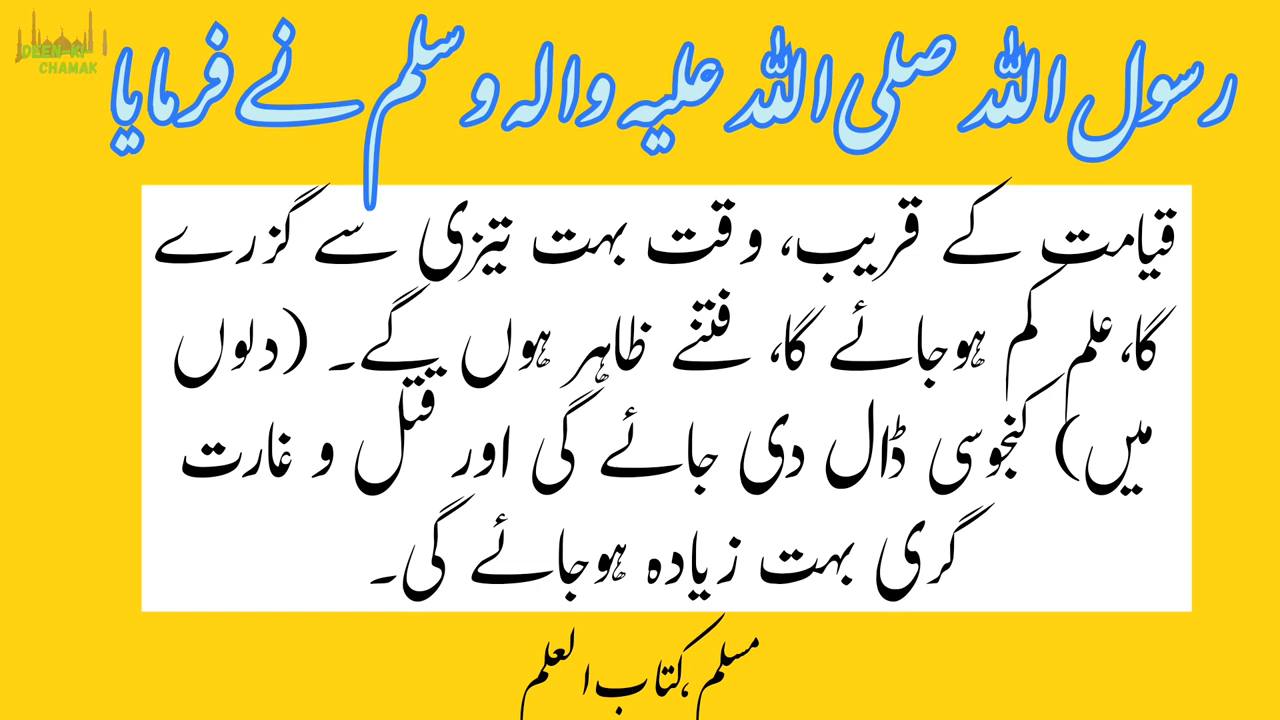 DEEN-KI-
CHAMAK
رسول اللہ صلی اللہ علیہ والہ وسلم نے فرمایا
قیامت کے قریب، وقت بہت تیزی سے گزرے
گا،علم کم ہوجائے گا، فتنے ظاہر ہوں گے۔ (دلوں
میں) کنجوسی ڈال دی جائے گی اور قتل و غارت
گری بہت زیادہ ہوجائے گی۔
مسلم ،کتاب العلم